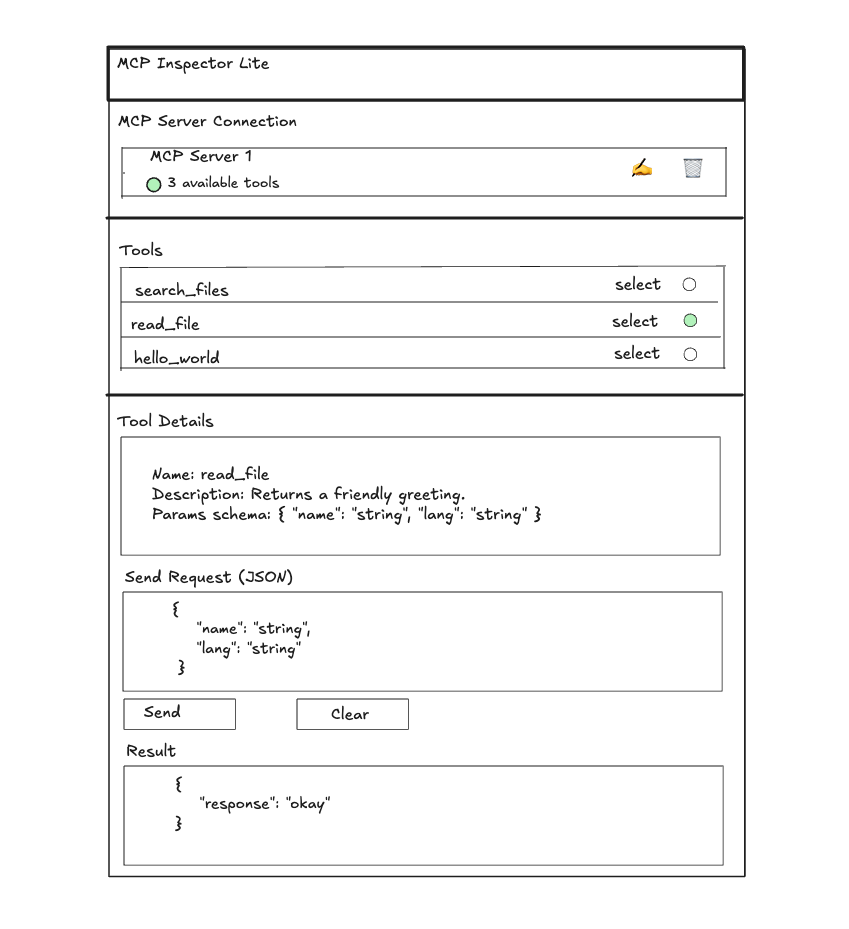 MCP Inspector Lite
MCP Server Connection
MCP Server 1
3 available tools
Tools
search_files select
read_file select
hello_world select
Tool Details
Name: read_file
Description: Returns a friendly greeting.
Params schema: { "name": "string", "lang": "string" }
Send Request (JSON)
{
"name": "string",
"lang": "string"
}
Send Clear
Result
{
"response": "okay"
}